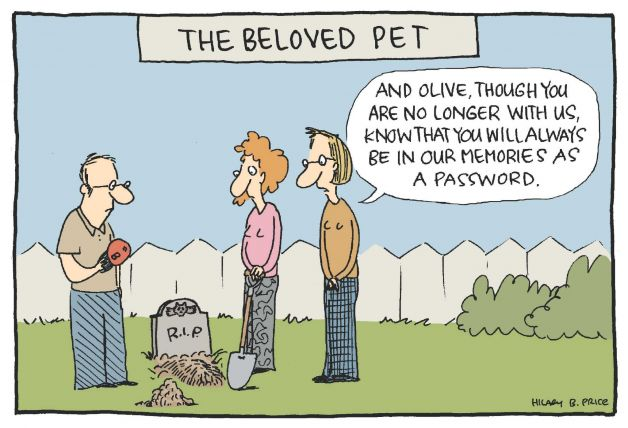 THE BELOVED PET
AND OLIVE, THOUGH YOU
ARE NO LONGER WITH US,
KNOW THAT YOU WILL ALWAYS
BE IN OUR MEMORIES AS
A PASSWORD.
R.I.P
HILARY B. PRICE